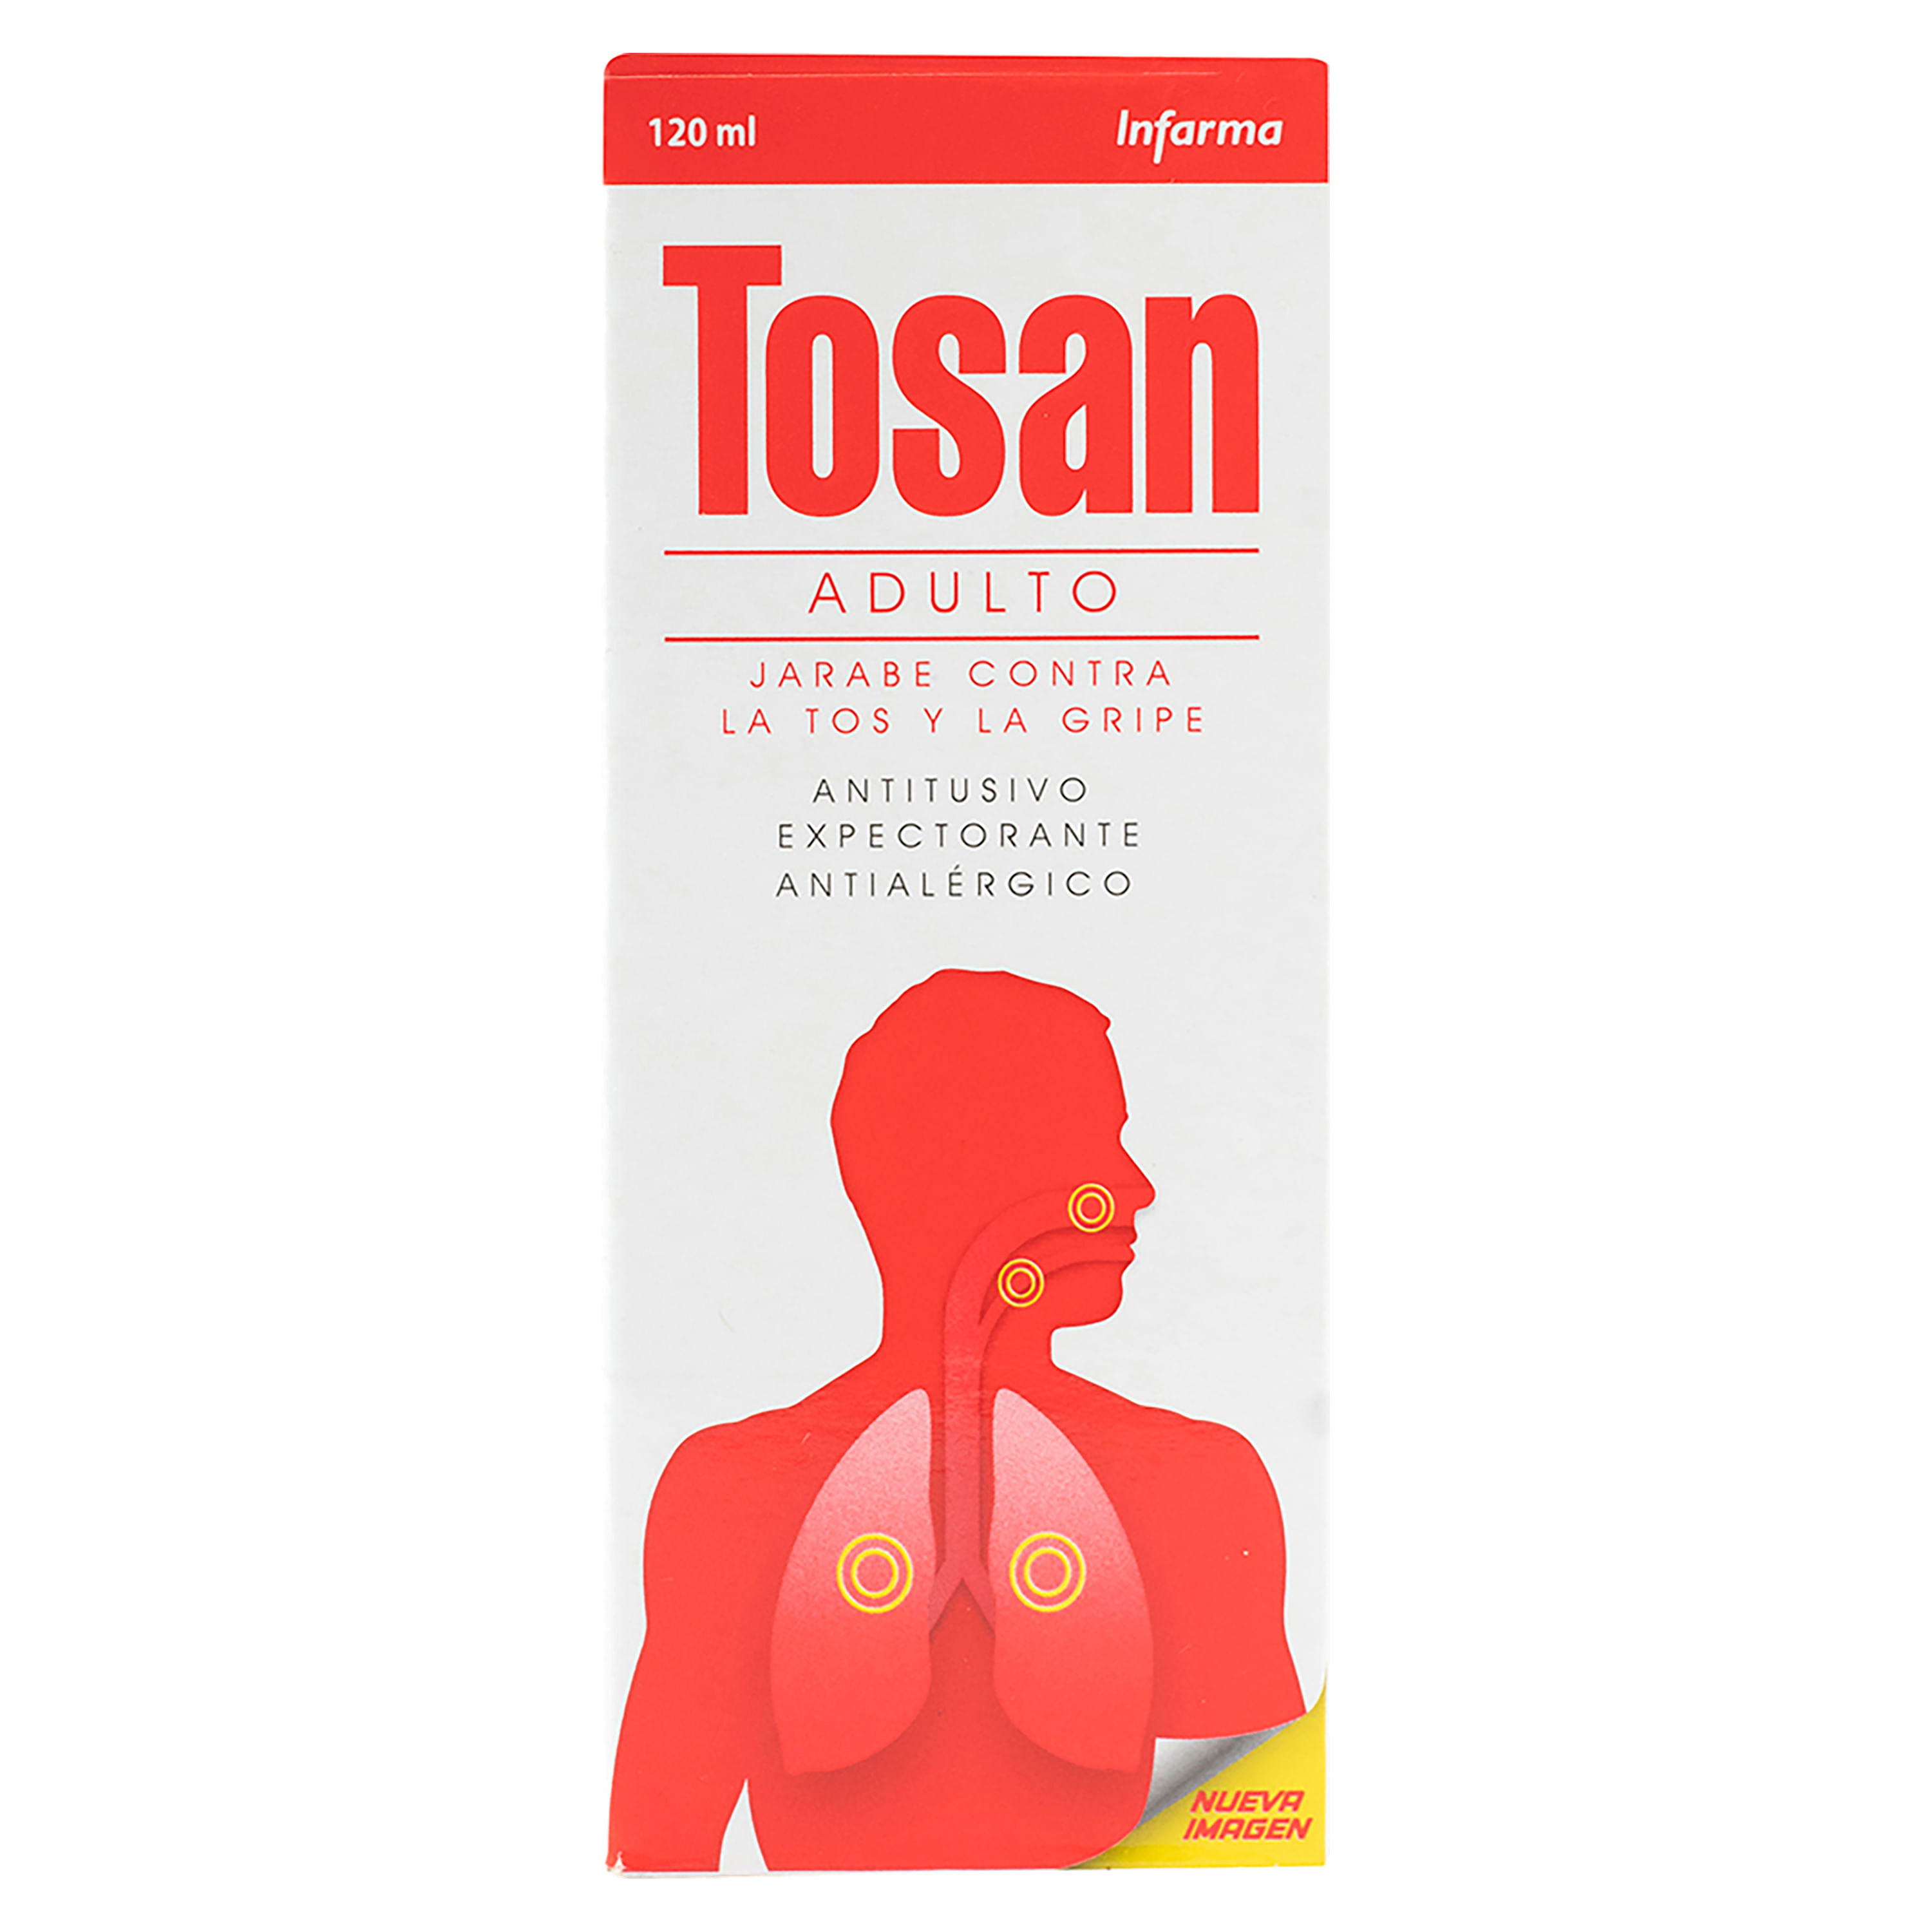 120 ml Infarma
Tosan
ADULTO
JARABE CONTRA
LA TOS Y LA GRIPE
ANTITUSIVO
EXPECTORANTE
ANTIALÉRGICO
NUEVA
IMAGEN